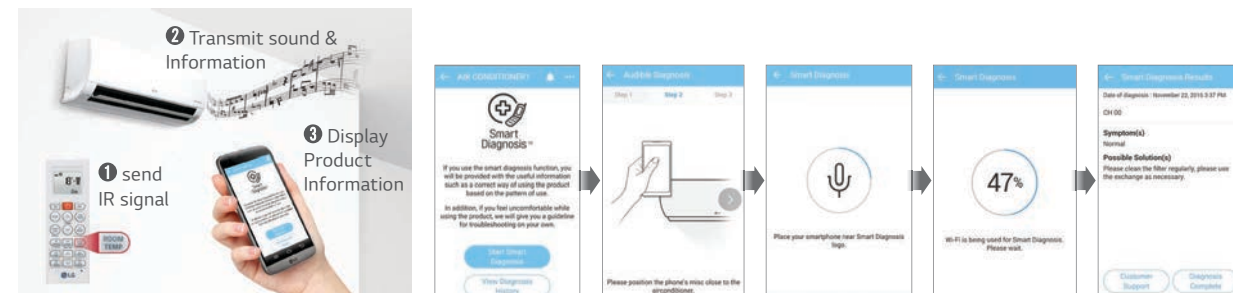 ❷ Transmit sound &
Information
❸ Display
Product
Information
❶ send
IR signal
ROOM
TEMP
LG
Smart
Diagnosis
AIR CONDITIONER1
Smart
Diagnosis™
If you use the smart diagnosis function, you
will be provided with the useful information
such as a correct way of using the product
based on the pattern of use.
In addition, if you feel uncomfortable while
using the product, we will give you a guideline
for troubleshooting on your own.
Start Smart
Diagnosis
View Diagnosis
History
Audible Diagnosis
Step 1 Step 2 Step 3
Please position the phone's misc close to the
airconditioner.
Smart Diagnosis
Place your smartphone near Smart Diagnosis
logo.
Smart Diagnosis
47%
Wi-Fi is being used for Smart Diagnosis.
Please wait.
Smart Diagnosis Results
Date of diagnosis : November 22, 2016 3:37 PM
CH 00
Symptom(s)
Normal
Possible Solution(s)
Please clean the filter regularly, please use
the exchange as necessary.
Customer
Support
Diagnosis
Complete